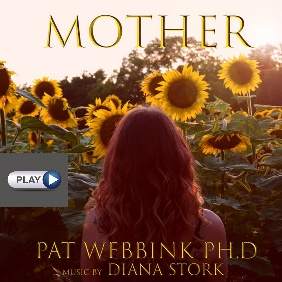 MOTHER
PLAY
PAT WEBBINK PH.D
MUSIC BY DIANA STORK